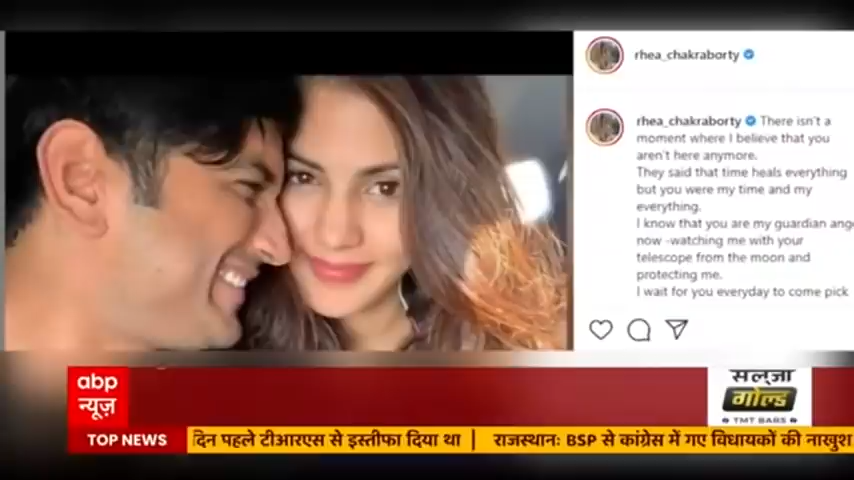 rhea_chakraborty
rhea_chakraborty There isn't a
moment where I believe that you
aren't here anymore.
They said that time heals everything
but you were my time and my
everything.
I know that you are my guardian ange
now -watching me with your
telescope from the moon and
protecting me.
I wait for you everyday to come pick
abp
न्यूज़
सलूजा
गोल्ड
TMT BARS
TOP NEWS
दिन पहले टीआरएस से इस्तीफा दिया था | राजस्थानः BSP से कांग्रेस में गए विधायकों की नाखुश